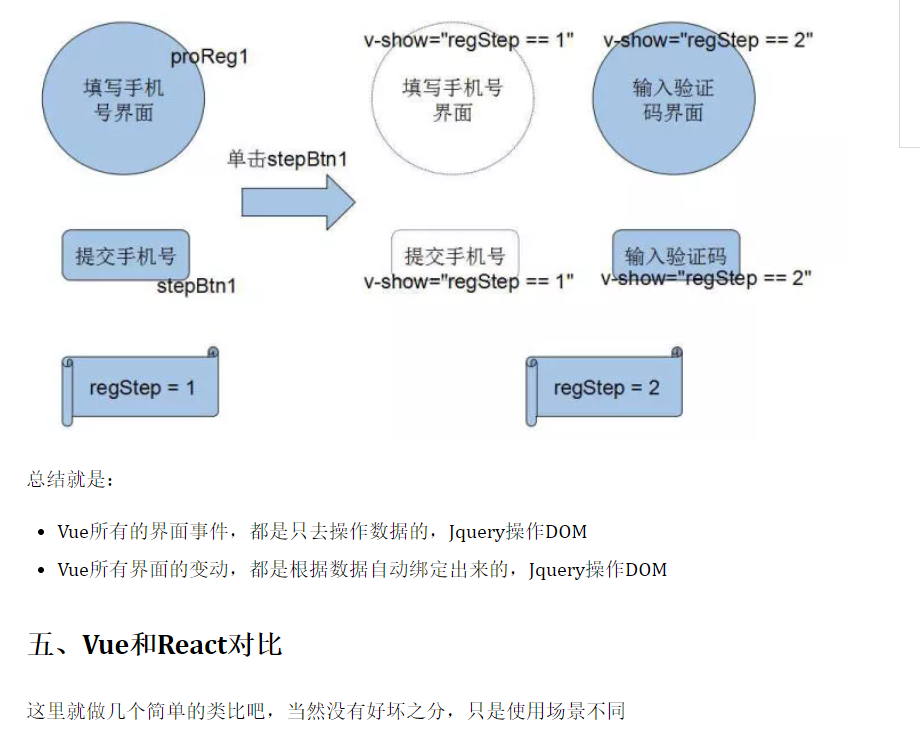 proReg1
填写手机
号界面
单击stepBtn1
提交手机号
stepBtn1
regStep = 1
v-show="regStep == 1"
填写手机号
界面
v-show="regStep == 2"
输入验证
码界面
提交手机号
v-show="regStep == 1"
输入验证码
v-show="regStep == 2"
regStep = 2
总结就是：
• Vue所有的界面事件，都是只去操作数据的，Jquery操作DOM
• Vue所有界面的变动，都是根据数据自动绑定出来的，Jquery操作DOM
五、Vue和React对比
这里就做几个简单的类比吧，当然没有好坏之分，只是使用场景不同